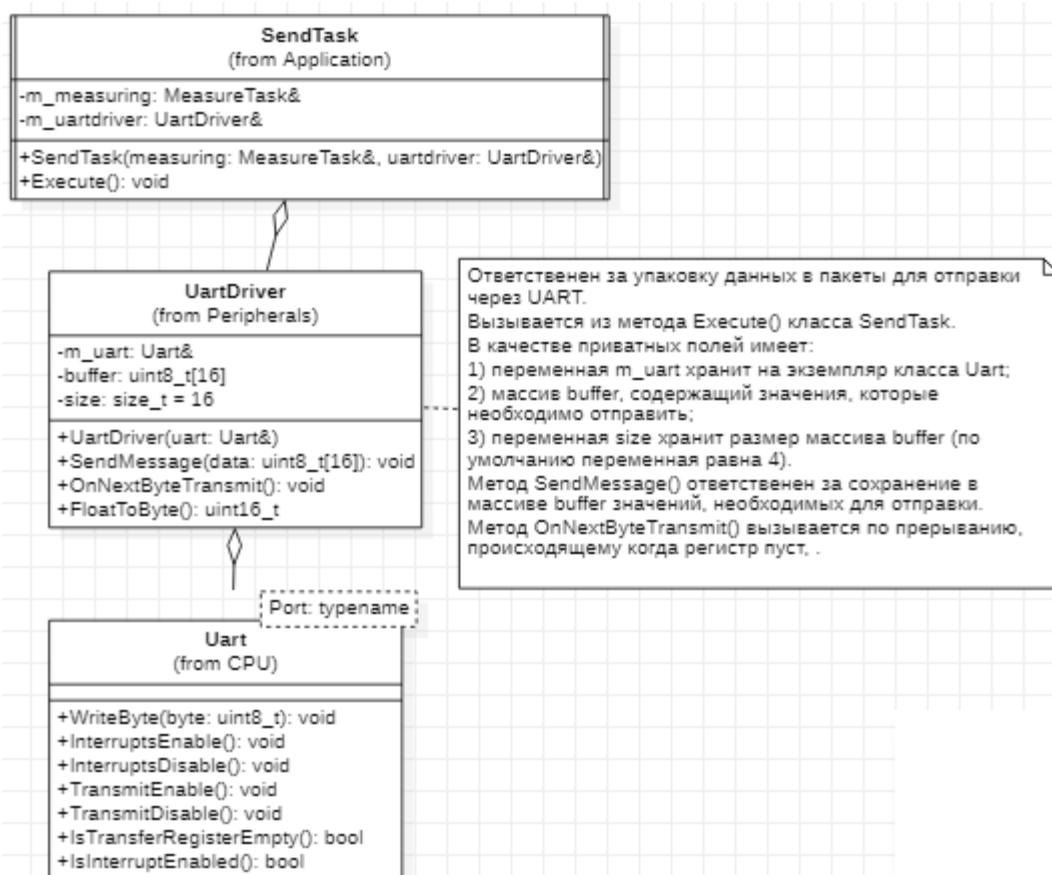 SendTask
(from Application)
-m_measuring: MeasureTask&
-m_uartdriver: UartDriver&
+SendTask(measuring: MeasureTask&, uartdriver: UartDriver&)
+Execute(): void
UartDriver
(from Peripherals)
-m_uart: Uart&
-buffer: uint8_t[16]
-size: size_t = 16
+UartDriver(uart: Uart&)
+SendMessage(data: uint8_t[16]): void
+OnNextByteTransmit(): void
+FloatToByte(): uint16_t
Ответственен за упаковку данных в пакеты для отправки
через UART.
Вызывается из метода Execute() класса SendTask.
В качестве приватных полей имеет:
1) переменная m_uart хранит на экземпляр класса Uart;
2) массив buffer, содержащий значения, которые
необходимо отправить;
3) переменная size хранит размер массива buffer (по
умолчанию переменная равна 4).
Метод SendMessage() ответственен за сохранение в
массиве buffer значений, необходимых для отправки.
Метод OnNextByteTransmit() вызывается по прерыванию,
происходящему когда регистр пуст, .
Port: typename
Uart
(from CPU)
+WriteByte(byte: uint8_t): void
+InterruptsEnable(): void
+InterruptsDisable(): void
+TransmitEnable(): void
+TransmitDisable(): void
+IsTransferRegisterEmpty(): bool
+IsInterruptEnabled(): bool